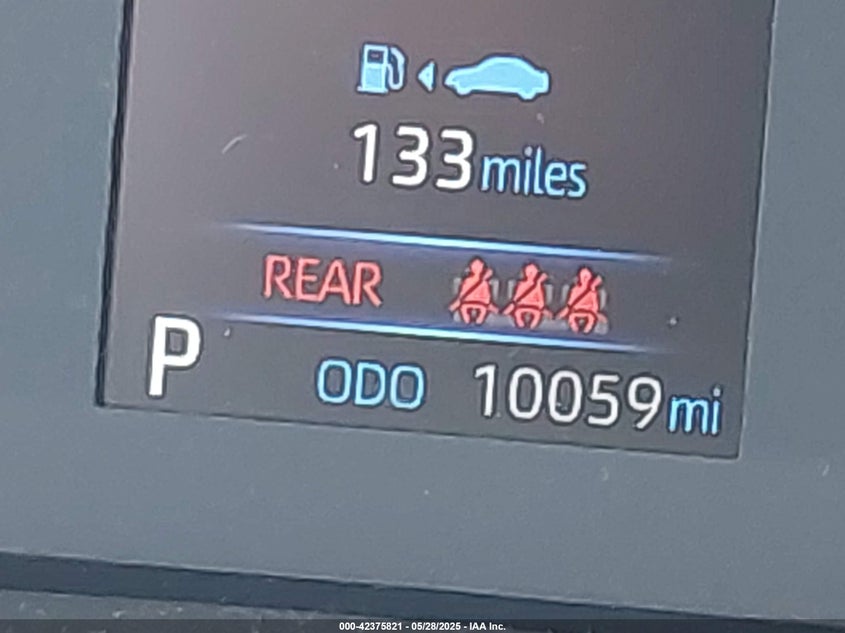 133 miles
REAR
P ODO 10059 mi
000-42375821 - 05/28/2025 - IAA Inc.